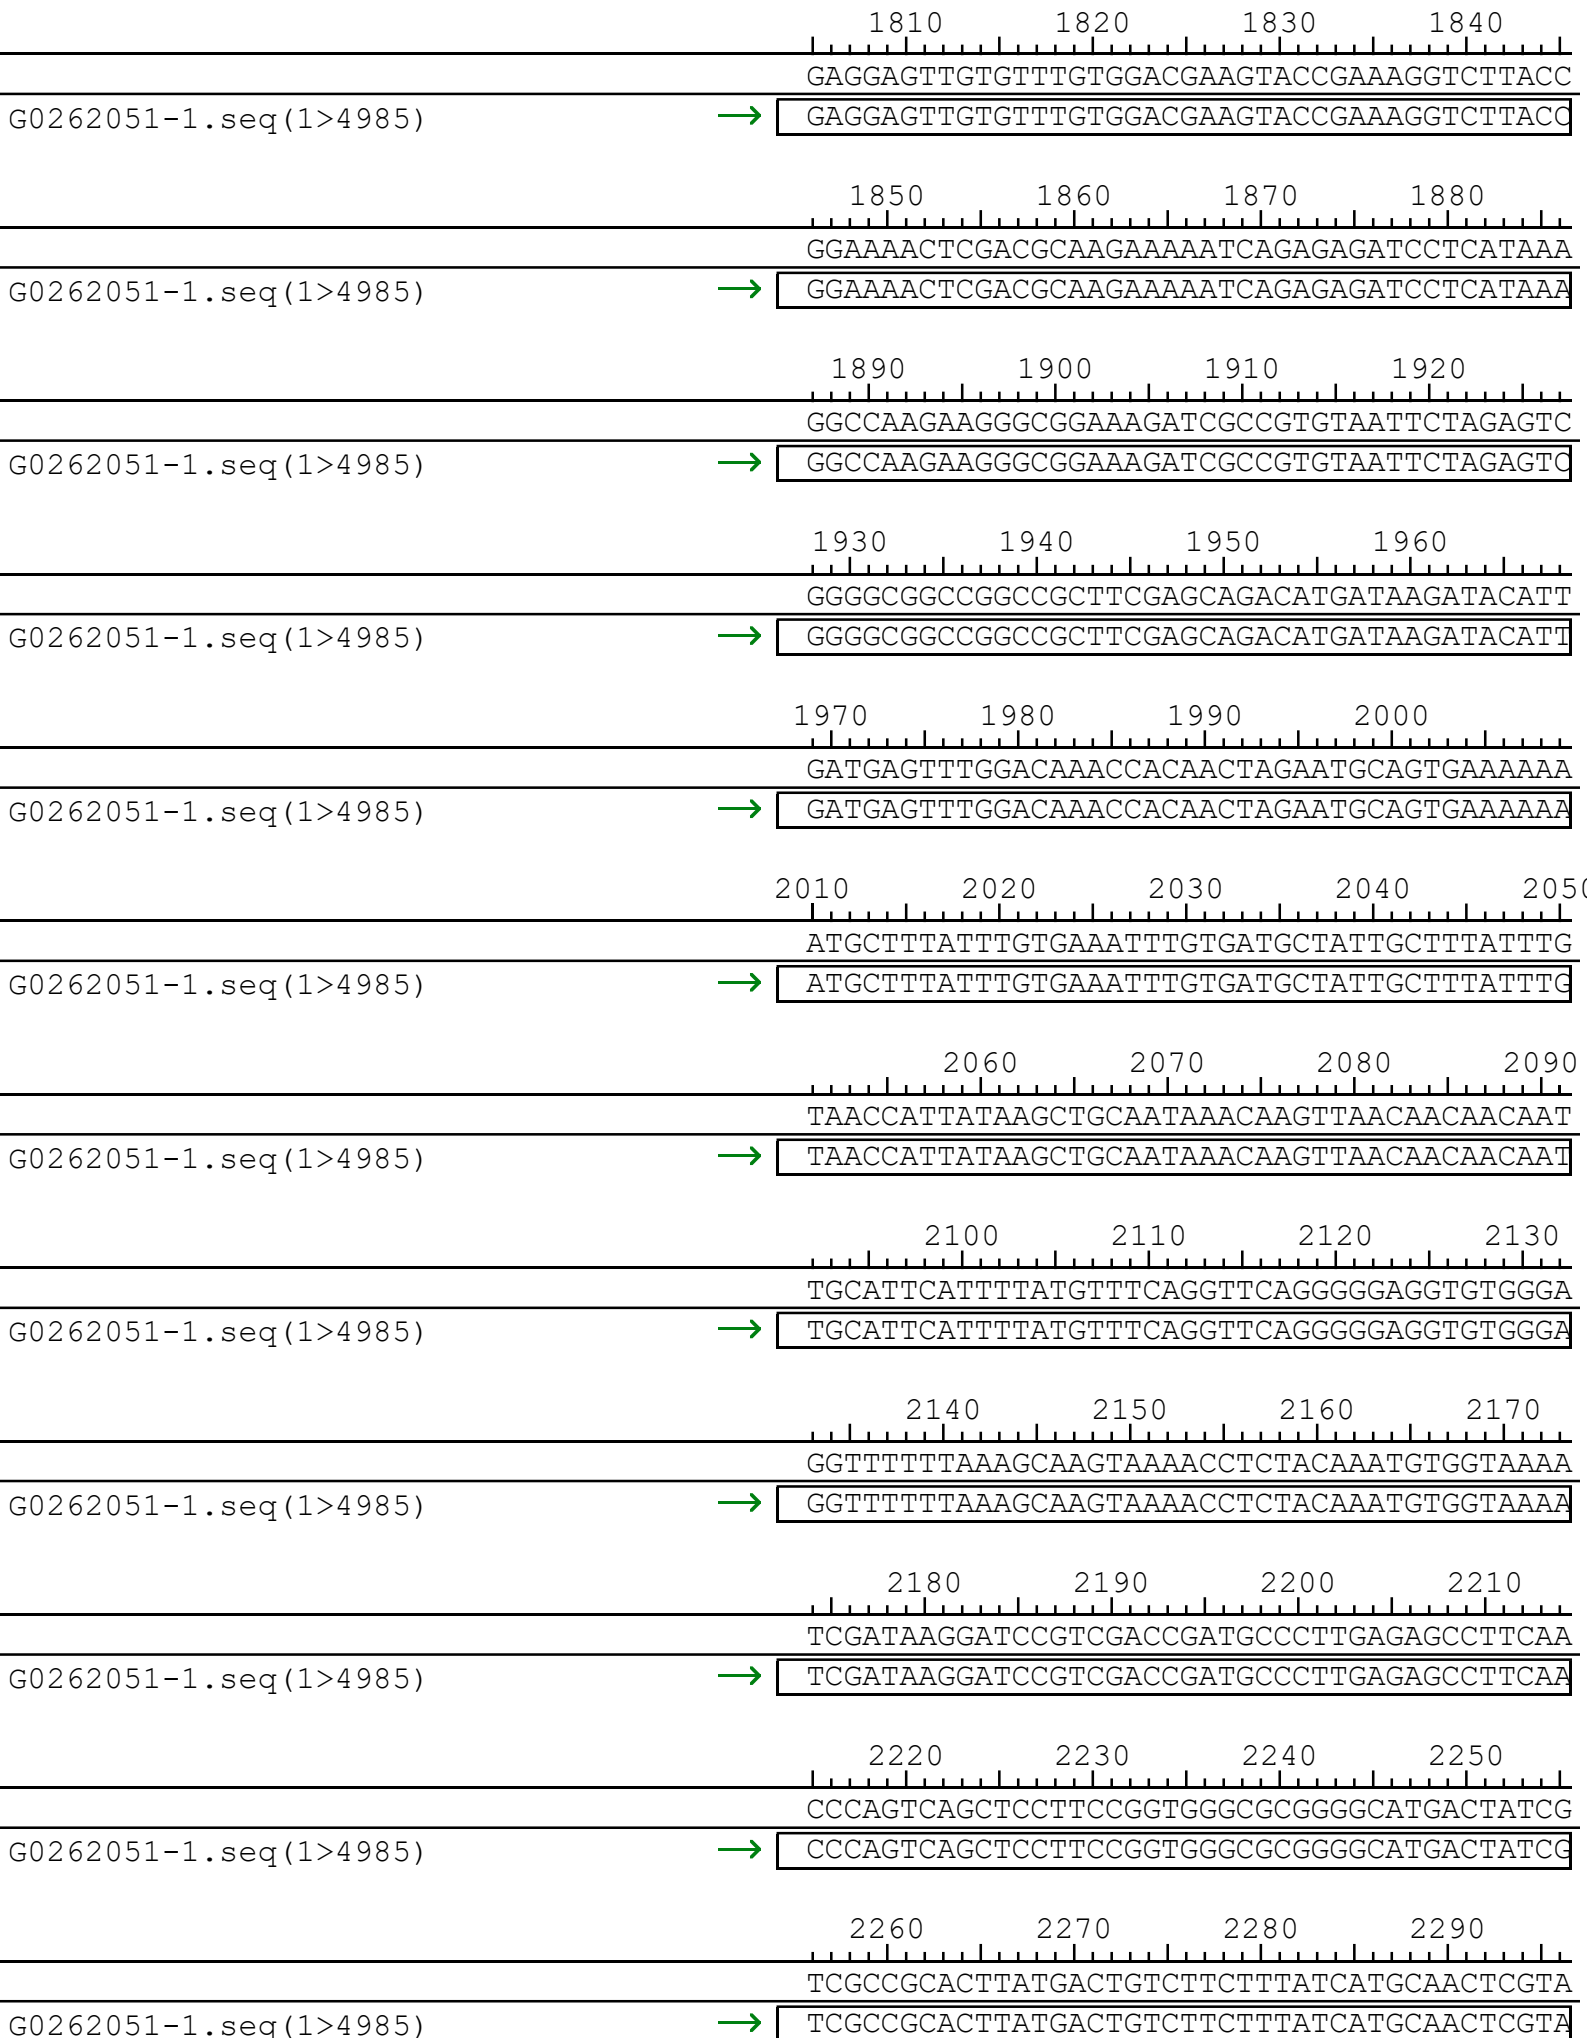 1810 1820 1830 1840
GAGGAGTTGTGTTTGTGGACGAAGTACCGAAAGGTCTTACC
G0262051-1.seq(1>4985) → GAGGAGTTGTGTTTGTGGACGAAGTACCGAAAGGTCTTACC
1850 1860 1870 1880
GGAAAACTCGACGCAAGAAAAATCAGAGAGATCCTCATAAA
G0262051-1.seq(1>4985) → GGAAAACTCGACGCAAGAAAAATCAGAGAGATCCTCATAAA
1890 1900 1910 1920
GGCCAAGAAGGGCGGAAAGATCGCCGTGTAATTCTAGAGTC
G0262051-1.seq(1>4985) → GGCCAAGAAGGGCGGAAAGATCGCCGTGTAATTCTAGAGTC
1930 1940 1950 1960
GGGGCGGCCGGCCGCTTCGAGCAGACATGATAAGATACATT
G0262051-1.seq(1>4985) → GGGGCGGCCGGCCGCTTCGAGCAGACATGATAAGATACATT
1970 1980 1990 2000
GATGAGTTTGGACAAACCACAACTAGAATGCAGTGAAAAAA
G0262051-1.seq(1>4985) → GATGAGTTTGGACAAACCACAACTAGAATGCAGTGAAAAAA
2010 2020 2030 2040 2050
ATGCTTTATTTGTGAAATTTGTGATGCTATTGCTTTATTTG
G0262051-1.seq(1>4985) → ATGCTTTATTTGTGAAATTTGTGATGCTATTGCTTTATTTG
2060 2070 2080 2090
TAACCATTATAAGCTGCAATAAACAAGTTAACAACAACAAT
G0262051-1.seq(1>4985) → TAACCATTATAAGCTGCAATAAACAAGTTAACAACAACAAT
2100 2110 2120 2130
TGCATTCATTTTATGTTTCAGGTTCAGGGGGAGGTGTGGGA
G0262051-1.seq(1>4985) → TGCATTCATTTTATGTTTCAGGTTCAGGGGGAGGTGTGGGA
2140 2150 2160 2170
GGTTTTTTAAAGCAAGTAAAACCTCTACAAATGTGGTAAAA
G0262051-1.seq(1>4985) → GGTTTTTTAAAGCAAGTAAAACCTCTACAAATGTGGTAAAA
2180 2190 2200 2210
TCGATAAGGATCCGTCGACCGATGCCCTTGAGAGCCTTCAA
G0262051-1.seq(1>4985) → TCGATAAGGATCCGTCGACCGATGCCCTTGAGAGCCTTCAA
2220 2230 2240 2250
CCCAGTCAGCTCCTTCCGGTGGGCGCGGGGCATGACTATCG
G0262051-1.seq(1>4985) → CCCAGTCAGCTCCTTCCGGTGGGCGCGGGGCATGACTATCG
2260 2270 2280 2290
TCGCCGCACTTATGACTGTCTTCTTTATCATGCAACTCGTA
G0262051-1.seq(1>4985) → TCGCCGCACTTATGACTGTCTTCTTTATCATGCAACTCGTA